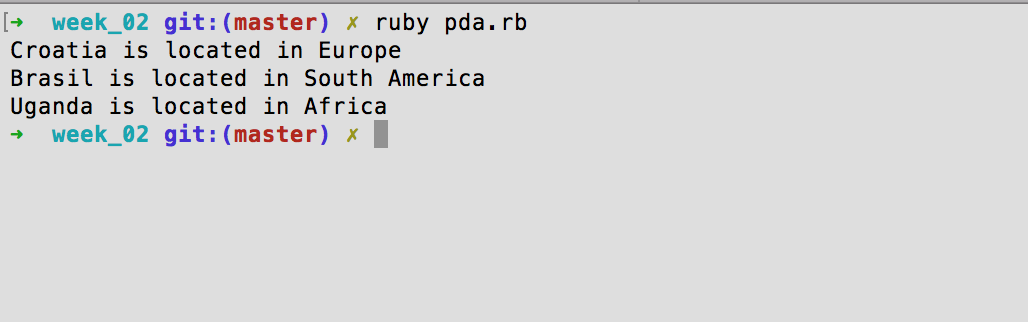 [➜  week_02 git:(master) ✗ ruby pda.rb
Croatia is located in Europe
Brasil is located in South America
Uganda is located in Africa
➜  week_02 git:(master) ✗